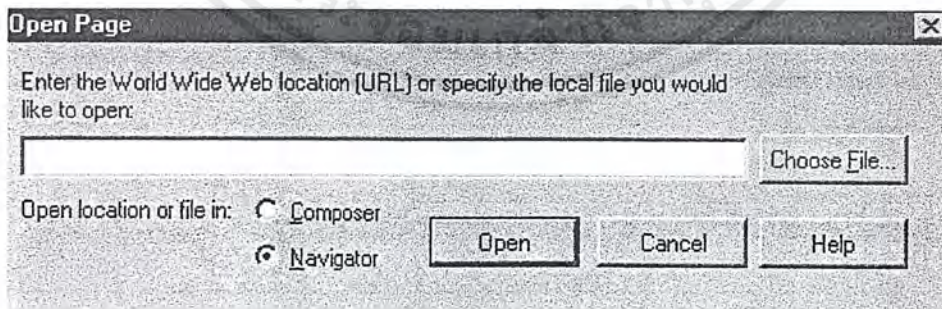 Open Page
Enter the World Wide Web location (URL) or specify the local file you would
like to open:
Choose File...
Open location or file in: Composer
Navigator
Open Cancel Help